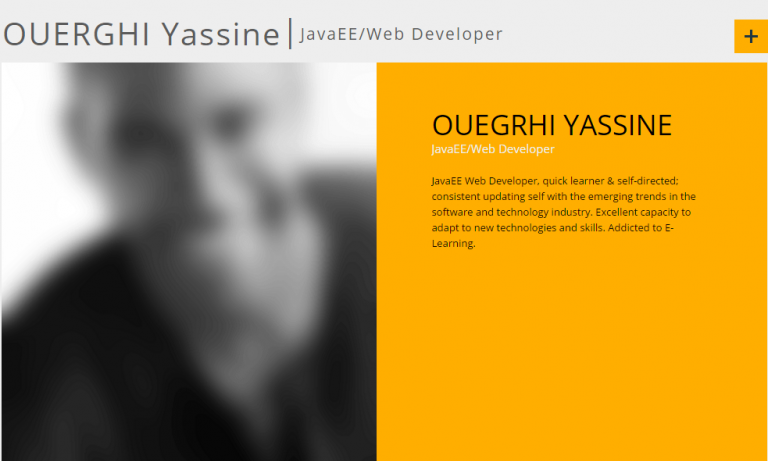 OUERGHI Yassine | JavaEE/Web Developer
+
OUEGRHI YASSINE
JavaEE/Web Developer
JavaEE Web Developer, quick learner & self-directed;
consistent updating self with the emerging trends in the
software and technology industry. Excellent capacity to
adapt to new technologies and skills. Addicted to E-
Learning.